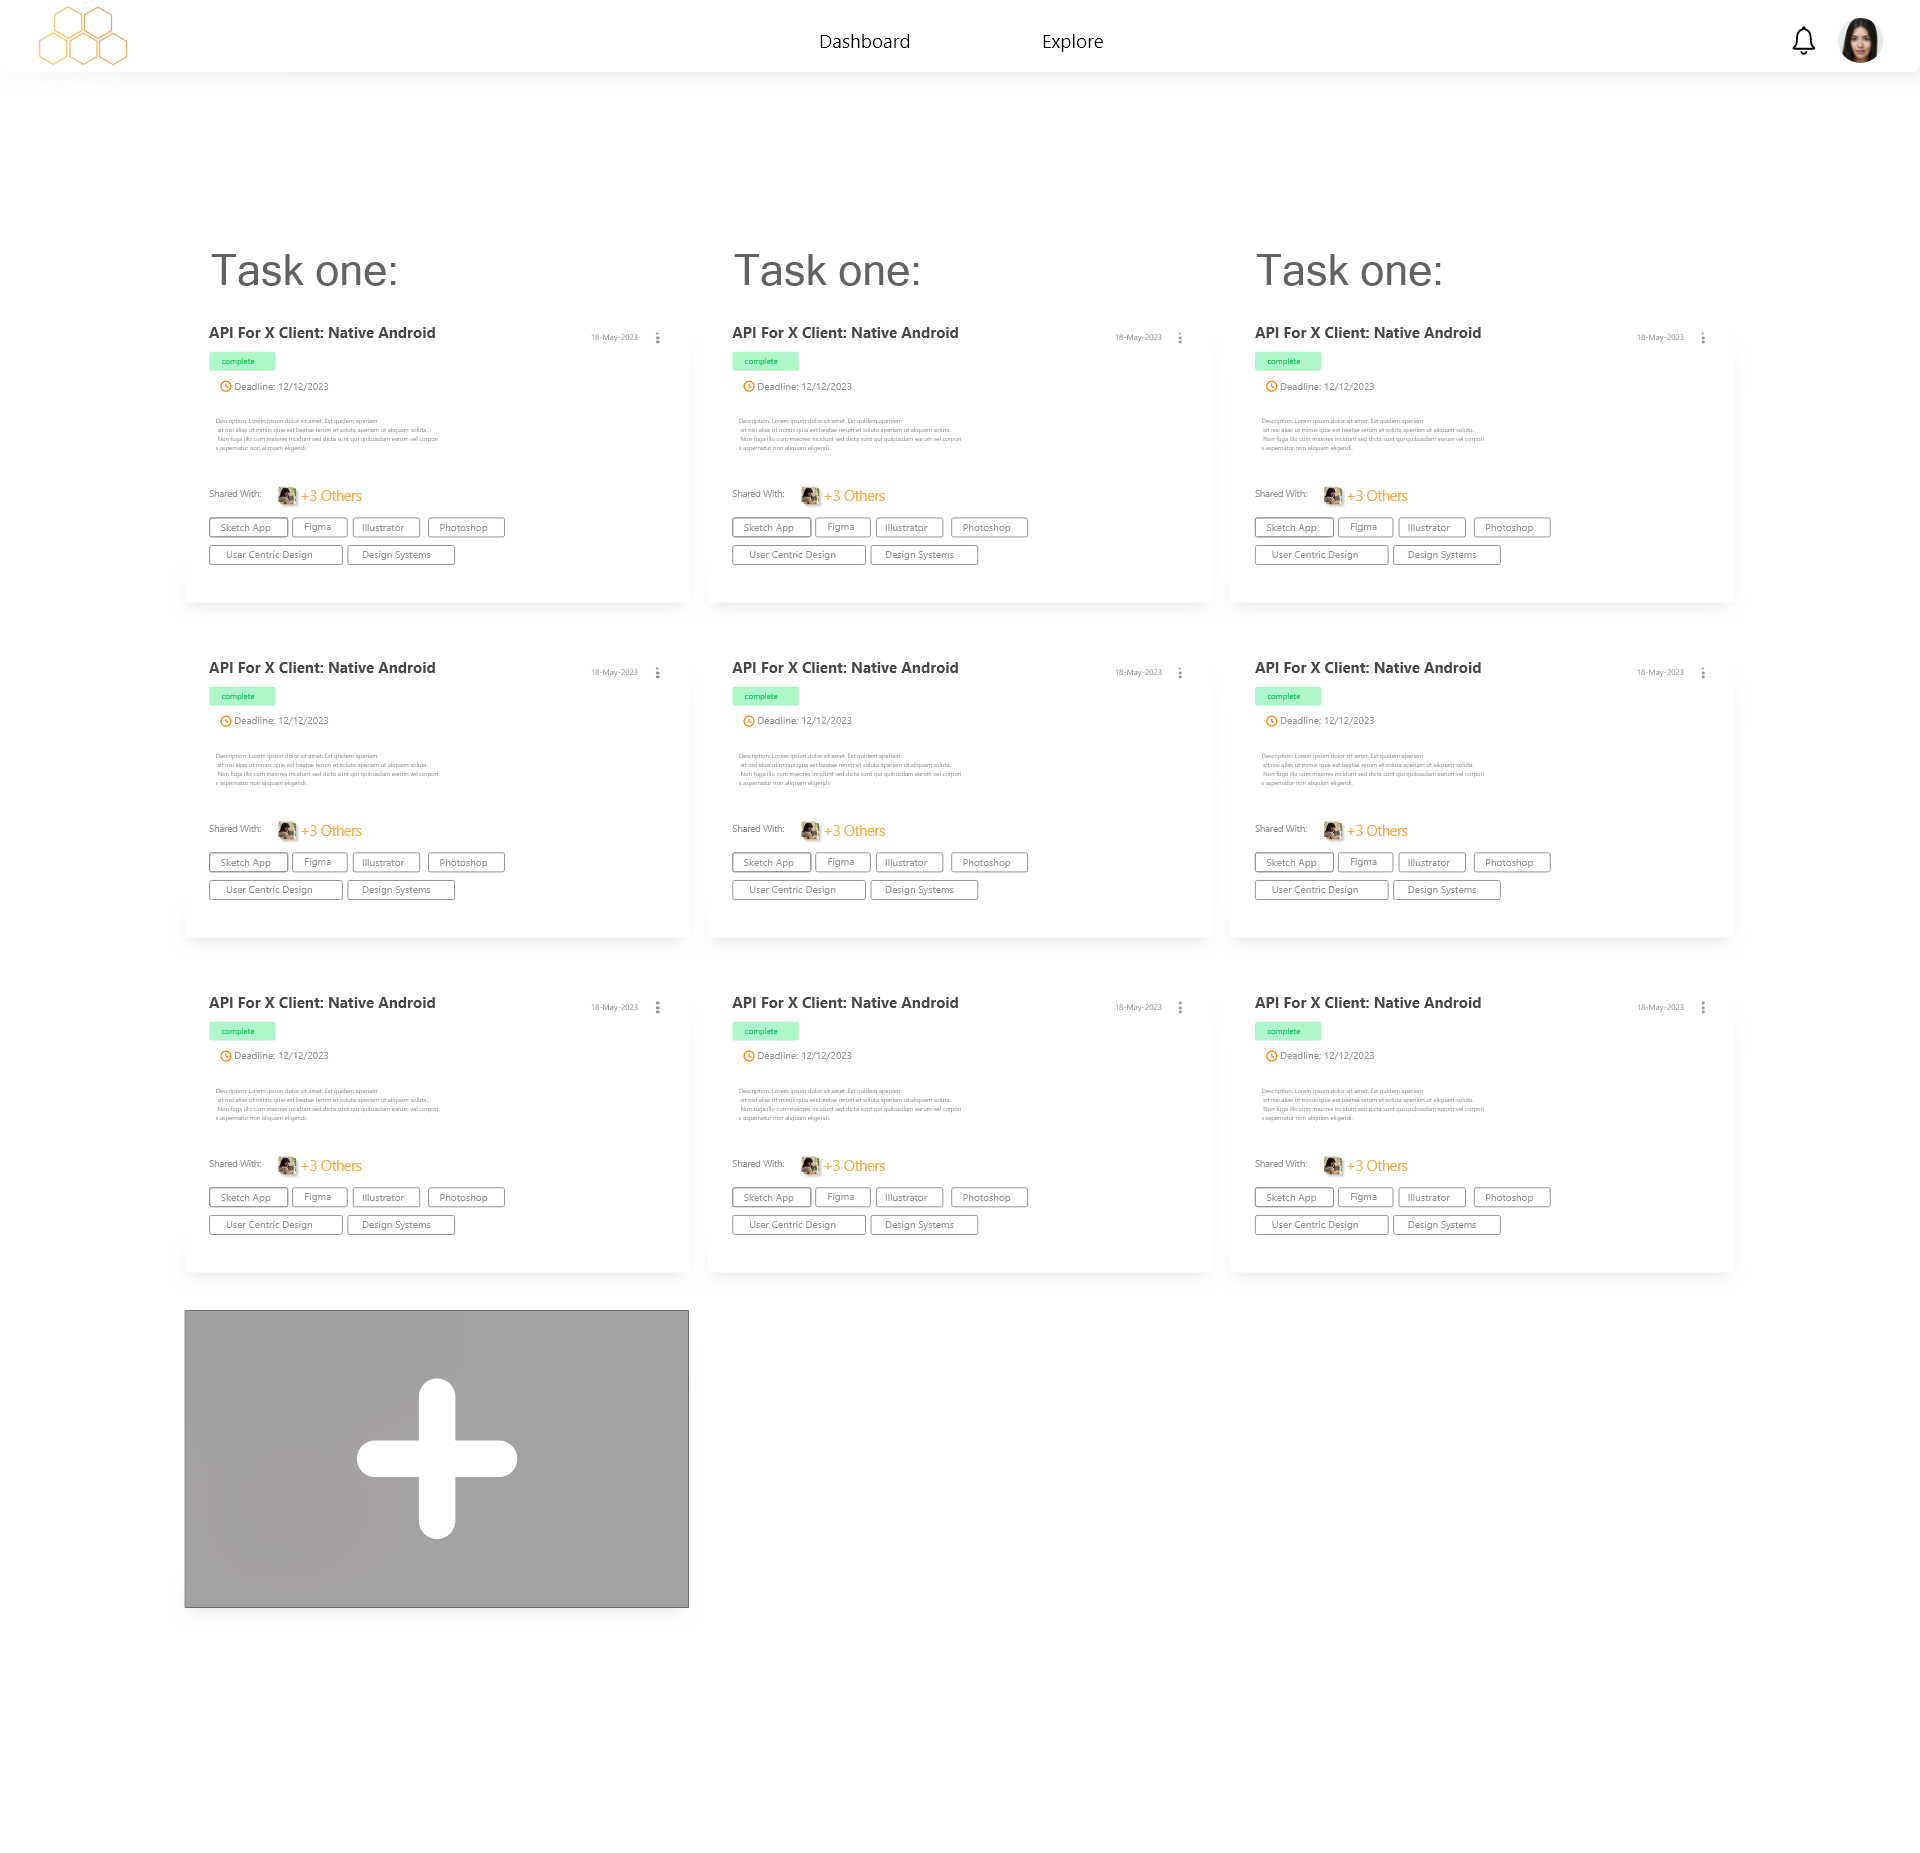 Dashboard
Explore
Task one:
Task one:
Task one:
API For X Client: Native Android
18-May-2023
complete
Deadline: 12/12/2023
Description: Lorem ipsum dolor sit amet. Est quidem aperiam
sit nisi alias ut minus quia est beatae rerum et soluta aperiam ut aliquam soluta.
Non fuga illo cum maiores incidunt sed dicta sunt qui quibusdam earum vel corpori
s aspernatur non aliquam eligendi.
Shared With:
+3 Others
Sketch App
Figma
Illustrator
Photoshop
User Centric Design
Design Systems
API For X Client: Native Android
18-May-2023
complete
Deadline: 12/12/2023
Description: Lorem ipsum dolor sit amet. Est quidem aperiam
sit nisi alias ut minus quia est beatae rerum et soluta aperiam ut aliquam soluta.
Non fuga illo cum maiores incidunt sed dicta sunt qui quibusdam earum vel corpori
s aspernatur non aliquam eligendi.
Shared With:
+3 Others
Sketch App
Figma
Illustrator
Photoshop
User Centric Design
Design Systems
API For X Client: Native Android
18-May-2023
complete
Deadline: 12/12/2023
Description: Lorem ipsum dolor sit amet. Est quidem aperiam
sit nisi alias ut minus quia est beatae rerum et soluta aperiam ut aliquam soluta.
Non fuga illo cum maiores incidunt sed dicta sunt qui quibusdam earum vel corpori
s aspernatur non aliquam eligendi.
Shared With:
+3 Others
Sketch App
Figma
Illustrator
Photoshop
User Centric Design
Design Systems
API For X Client: Native Android
18-May-2023
complete
Deadline: 12/12/2023
Description: Lorem ipsum dolor sit amet. Est quidem aperiam
sit nisi alias ut minus quia est beatae rerum et soluta aperiam ut aliquam soluta.
Non fuga illo cum maiores incidunt sed dicta sunt qui quibusdam earum vel corpori
s aspernatur non aliquam eligendi.
Shared With:
+3 Others
Sketch App
Figma
Illustrator
Photoshop
User Centric Design
Design Systems
API For X Client: Native Android
18-May-2023
complete
Deadline: 12/12/2023
Description: Lorem ipsum dolor sit amet. Est quidem aperiam
sit nisi alias ut minus quia est beatae rerum et soluta aperiam ut aliquam soluta.
Non fuga illo cum maiores incidunt sed dicta sunt qui quibusdam earum vel corpori
s aspernatur non aliquam eligendi.
Shared With:
+3 Others
Sketch App
Figma
Illustrator
Photoshop
User Centric Design
Design Systems
API For X Client: Native Android
18-May-2023
complete
Deadline: 12/12/2023
Description: Lorem ipsum dolor sit amet. Est quidem aperiam
sit nisi alias ut minus quia est beatae rerum et soluta aperiam ut aliquam soluta.
Non fuga illo cum maiores incidunt sed dicta sunt qui quibusdam earum vel corpori
s aspernatur non aliquam eligendi.
Shared With:
+3 Others
Sketch App
Figma
Illustrator
Photoshop
User Centric Design
Design Systems
API For X Client: Native Android
18-May-2023
complete
Deadline: 12/12/2023
Description: Lorem ipsum dolor sit amet. Est quidem aperiam
sit nisi alias ut minus quia est beatae rerum et soluta aperiam ut aliquam soluta.
Non fuga illo cum maiores incidunt sed dicta sunt qui quibusdam earum vel corpori
s aspernatur non aliquam eligendi.
Shared With:
+3 Others
Sketch App
Figma
Illustrator
Photoshop
User Centric Design
Design Systems
API For X Client: Native Android
18-May-2023
complete
Deadline: 12/12/2023
Description: Lorem ipsum dolor sit amet. Est quidem aperiam
sit nisi alias ut minus quia est beatae rerum et soluta aperiam ut aliquam soluta.
Non fuga illo cum maiores incidunt sed dicta sunt qui quibusdam earum vel corpori
s aspernatur non aliquam eligendi.
Shared With:
+3 Others
Sketch App
Figma
Illustrator
Photoshop
User Centric Design
Design Systems
API For X Client: Native Android
18-May-2023
complete
Deadline: 12/12/2023
Description: Lorem ipsum dolor sit amet. Est quidem aperiam
sit nisi alias ut minus quia est beatae rerum et soluta aperiam ut aliquam soluta.
Non fuga illo cum maiores incidunt sed dicta sunt qui quibusdam earum vel corpori
s aspernatur non aliquam eligendi.
Shared With:
+3 Others
Sketch App
Figma
Illustrator
Photoshop
User Centric Design
Design Systems